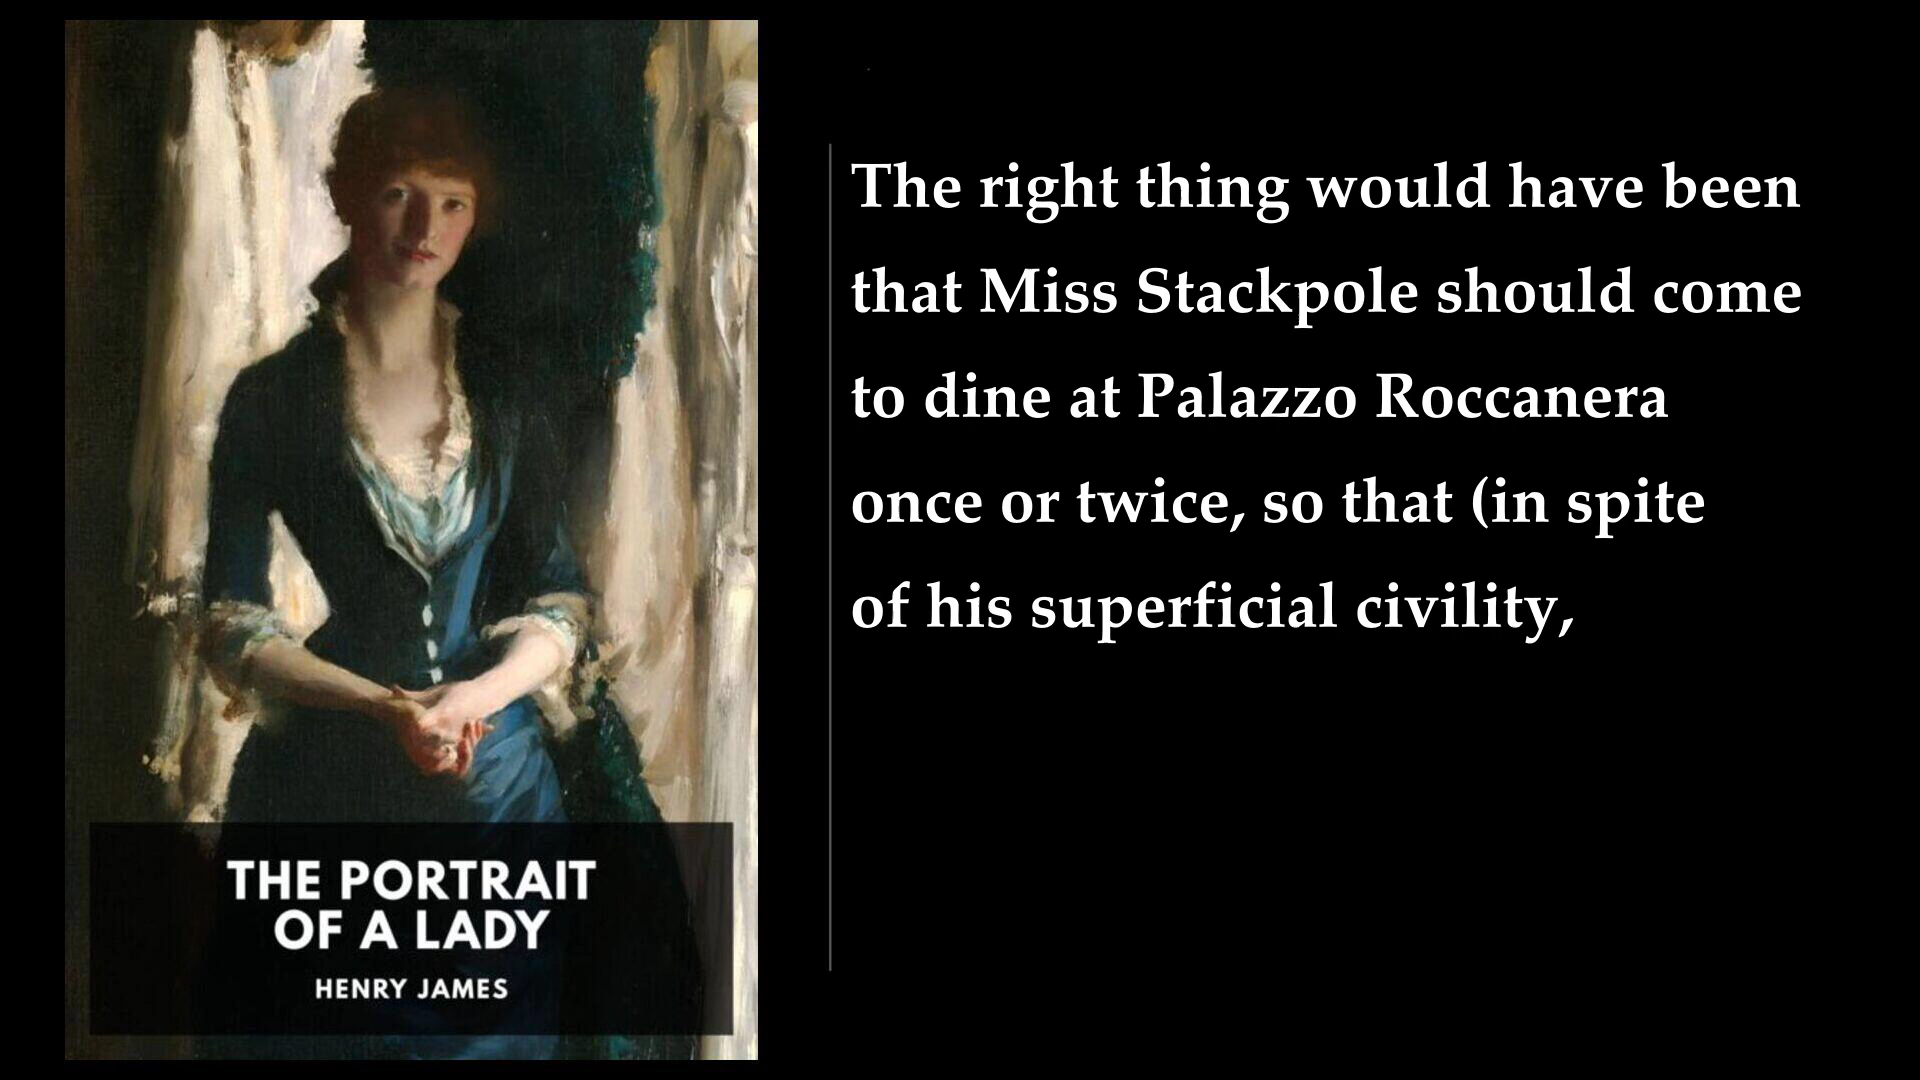 The right thing would have been
that Miss Stackpole should come
to dine at Palazzo Roccanera
once or twice, so that (in spite
of his superficial civility,
THE PORTRAIT
OF A LADY
HENRY JAMES